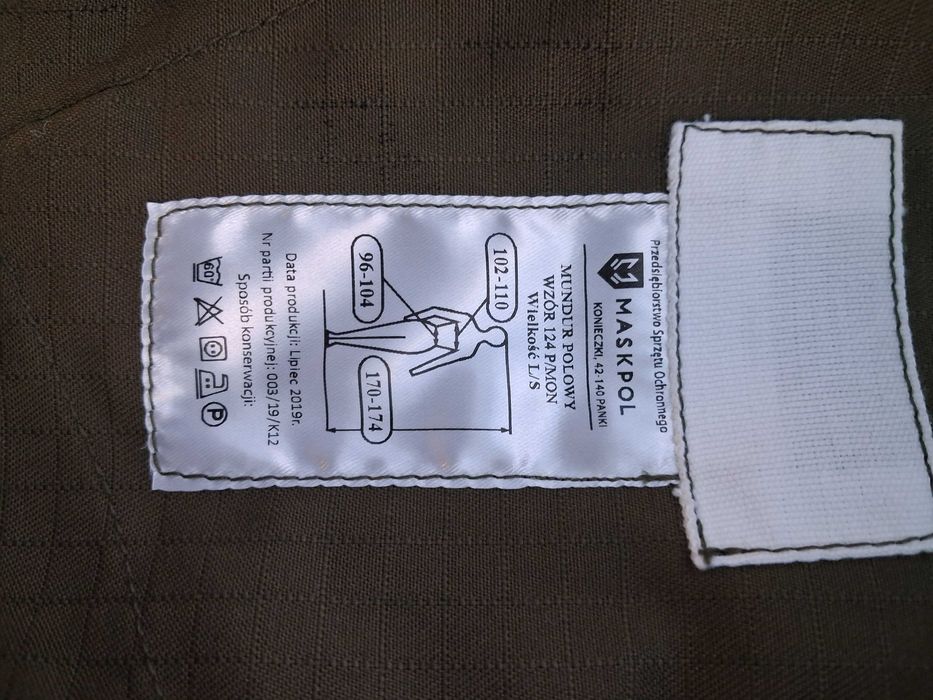 Przedsiębiorstwo Sprzętu Ochronnego
MASKPOL
KONIECZKI, 42-140 PANKI
MUNDUR POLOWY
WZÓR 124 P/MON
Wielkość L/S
102-110
96-104
170-174
Data produkcji: Lipiec 2019r.
Nr partii produkcyjnej: 003/19/K12
Sposób konserwacji:
60
P